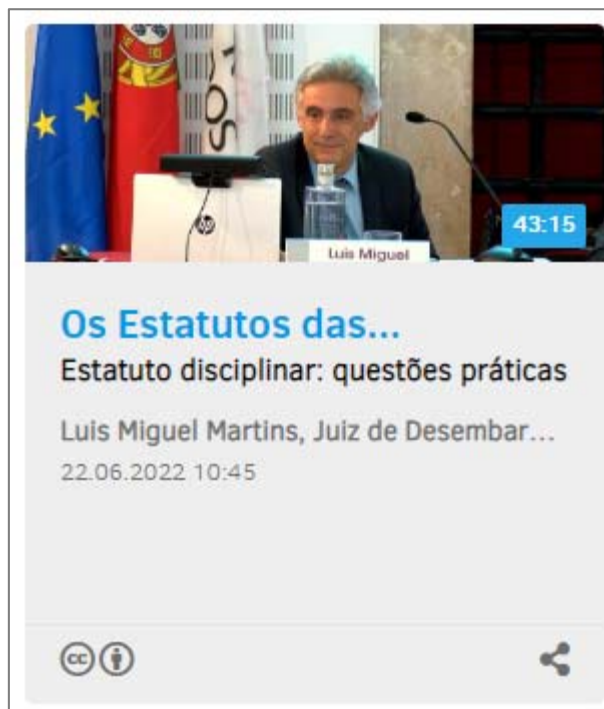 43:15
Luis Miguel
Os Estatutos das...
Estatuto disciplinar: questões práticas
Luis Miguel Martins, Juiz de Desembar...
22.06.2022 10:45
cc